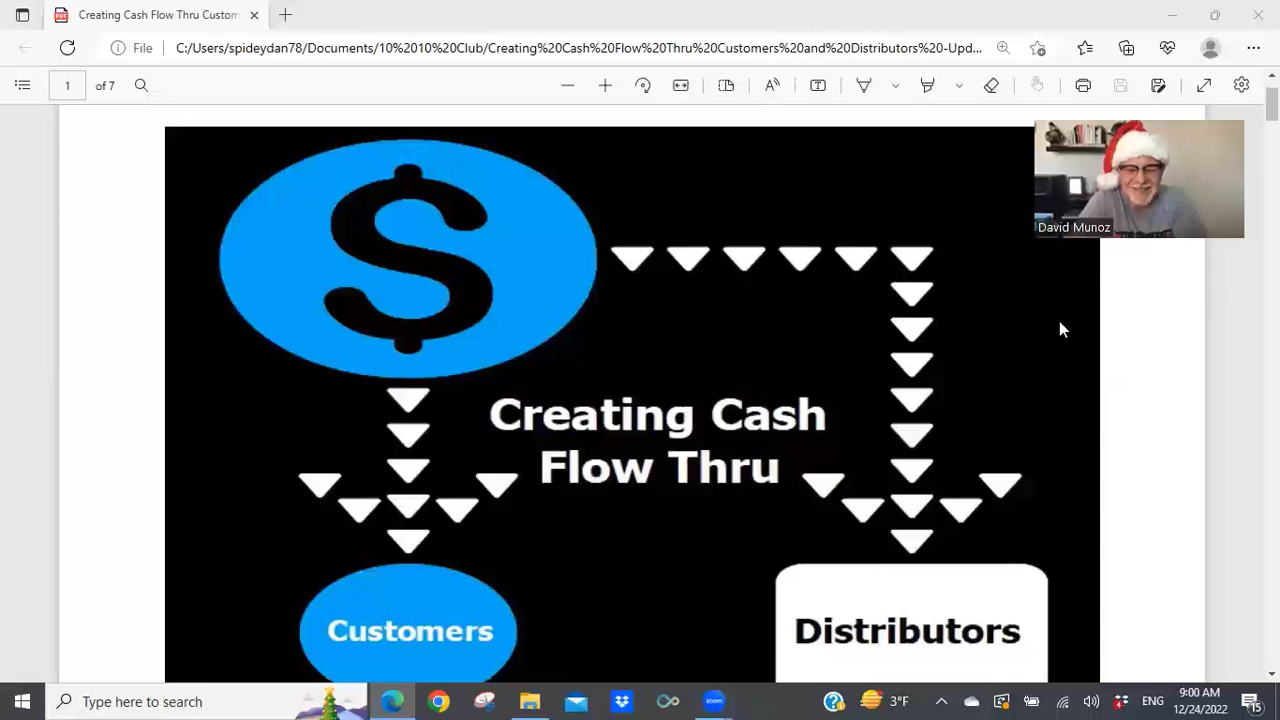 Creating Cash Flow Thru Custom
File
C:/Users/spideydan78/Documents/10%2010%20Club/Creating%20Cash%20Flow%20Thru%20Customers%20and%20Distributors%20-Upd...
1
of 7
$
David Munoz
Creating Cash
Flow Thru
Customers
Distributors
Type here to search
zoom
3°F
ENG
9:00 AM
12/24/2022
15